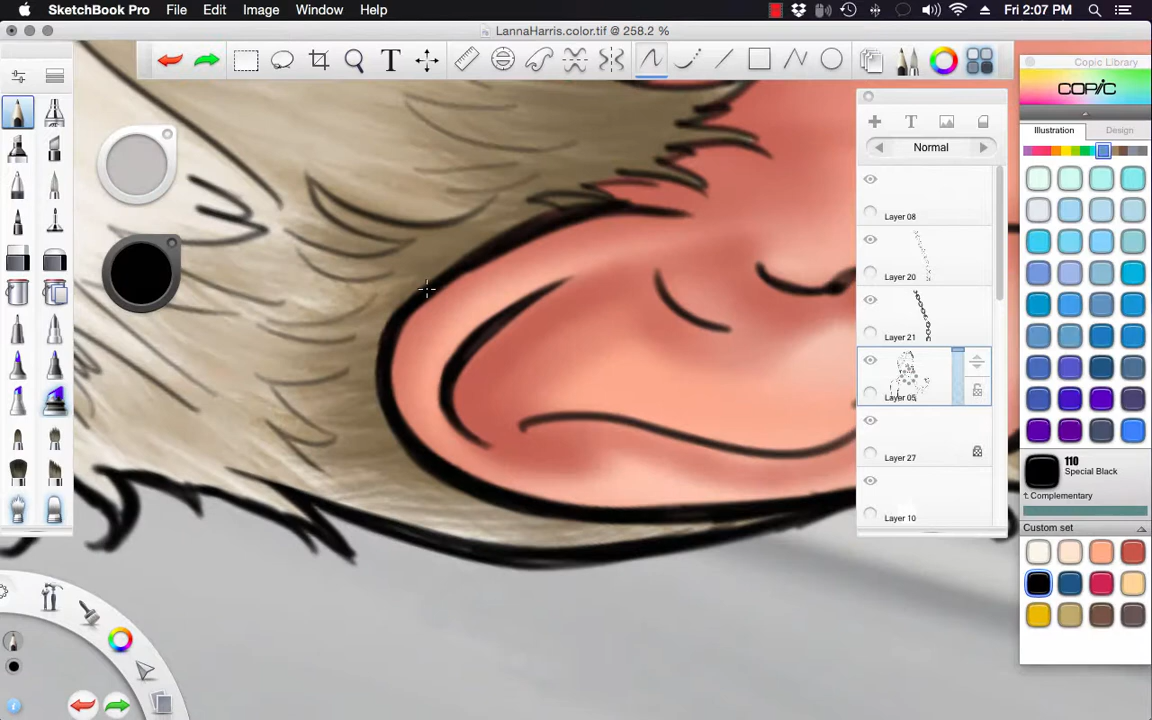 SketchBook Pro File Edit Image Window Help Fri 2:07 PM
LannaHarris.color.tif @ 258.2 %
T
Copic Library
COPIC
Illustration Design
T
Normal
Layer 08
Layer 20
Layer 21
Layer 05
Layer 27
Layer 10
110
Special Black
1. Complementary
Custom set